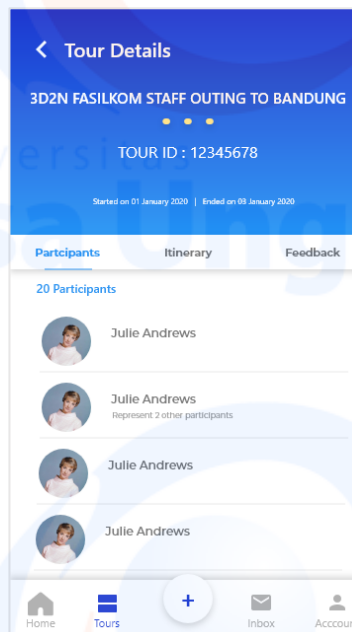 Tour Details
3D2N FASILKOM STAFF OUTING TO BANDUNG
TOUR ID : 12345678
Started on 01 January 2020 | Ended on 03 January 2020
Partcipants Itinerary Feedback
20 Participants
Julie Andrews
Julie Andrews
Represent 2 other participants
Julie Andrews
Julie Andrews
+
Home Tours Inbox Acccoun